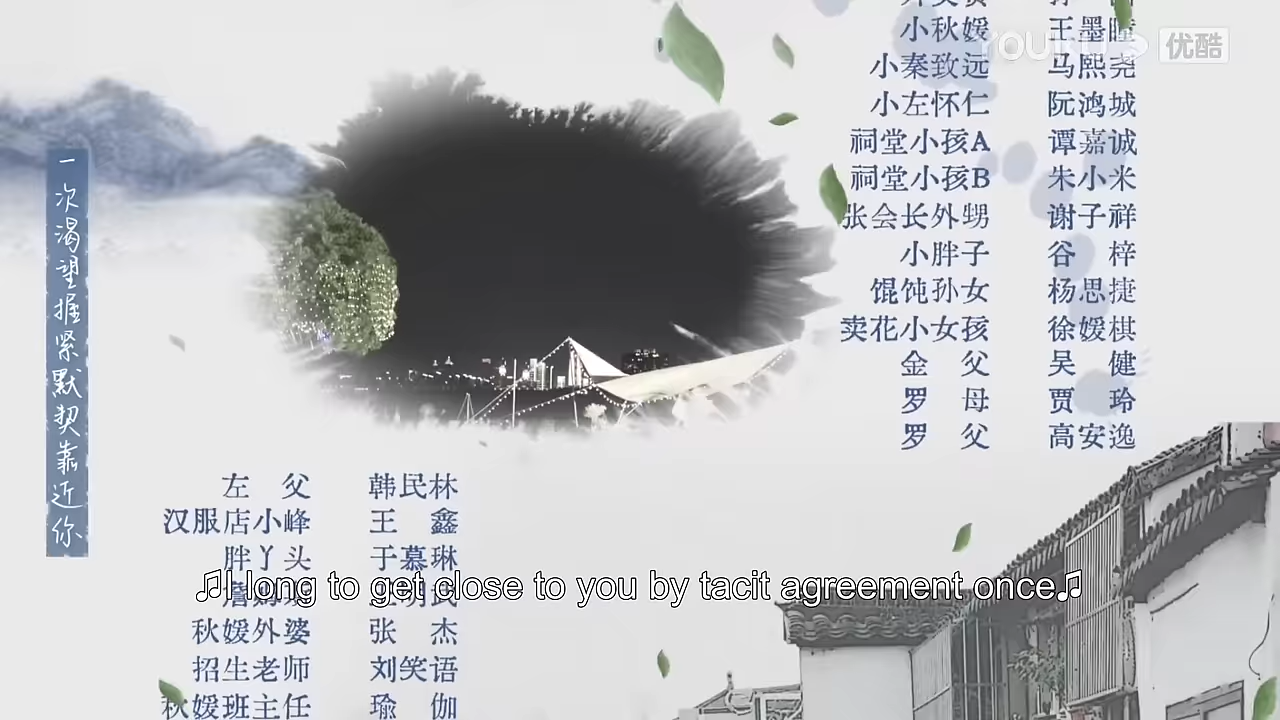 YOUKU 优酷
小秋媛 王墨瞳
小秦致远 马熙尧
小左怀仁 阮鸿城
祠堂小孩A 谭嘉诚
祠堂小孩B 朱小米
张会长外甥 谢子祥
小胖子 谷 梓
馄饨孙女 杨思捷
卖花小女孩 徐媛棋
金 父 吴 健
罗 母 贾 玲
罗 父 高安逸
一次渴望握紧默契靠近你
左 父 韩民林
汉服店小峰 王 鑫
胖丫头 于慕琳
♫I long to get close to you by tacit agreement once♫
秋媛外婆 张 杰
招生老师 刘笑语
秋媛班主任 瑜 伽